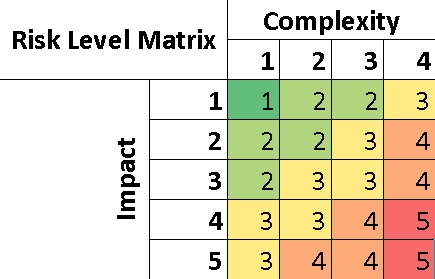 Risk Level Matrix
Complexity
1 2 3 4
Impact
1 1 2 2 3
2 2 2 3 4
3 2 3 3 4
4 3 3 4 5
5 3 4 4 5